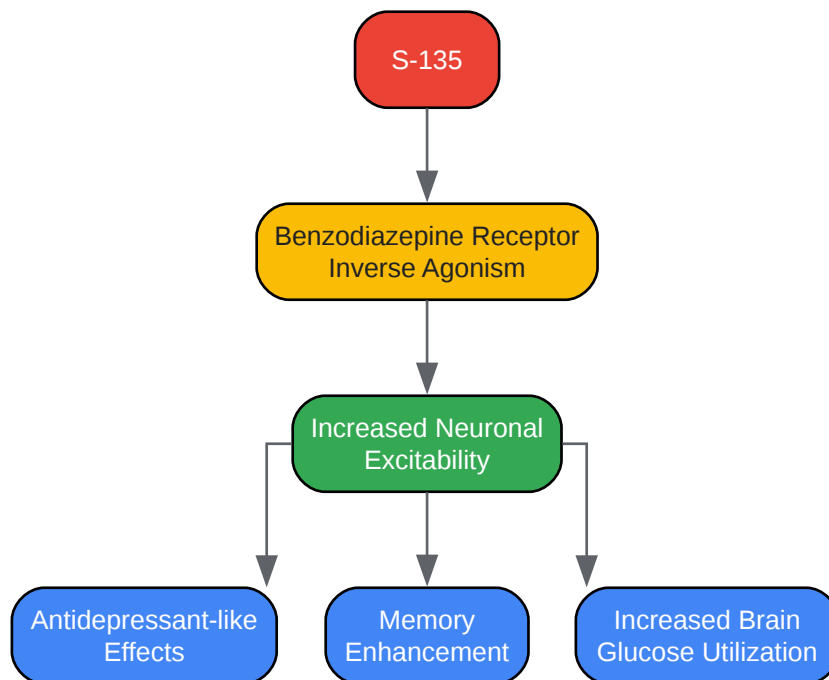 S-135
Benzodiazepine Receptor
Inverse Agonism
Increased Neuronal
Excitability
Antidepressant-like
Effects
Memory
Enhancement
Increased Brain
Glucose Utilization